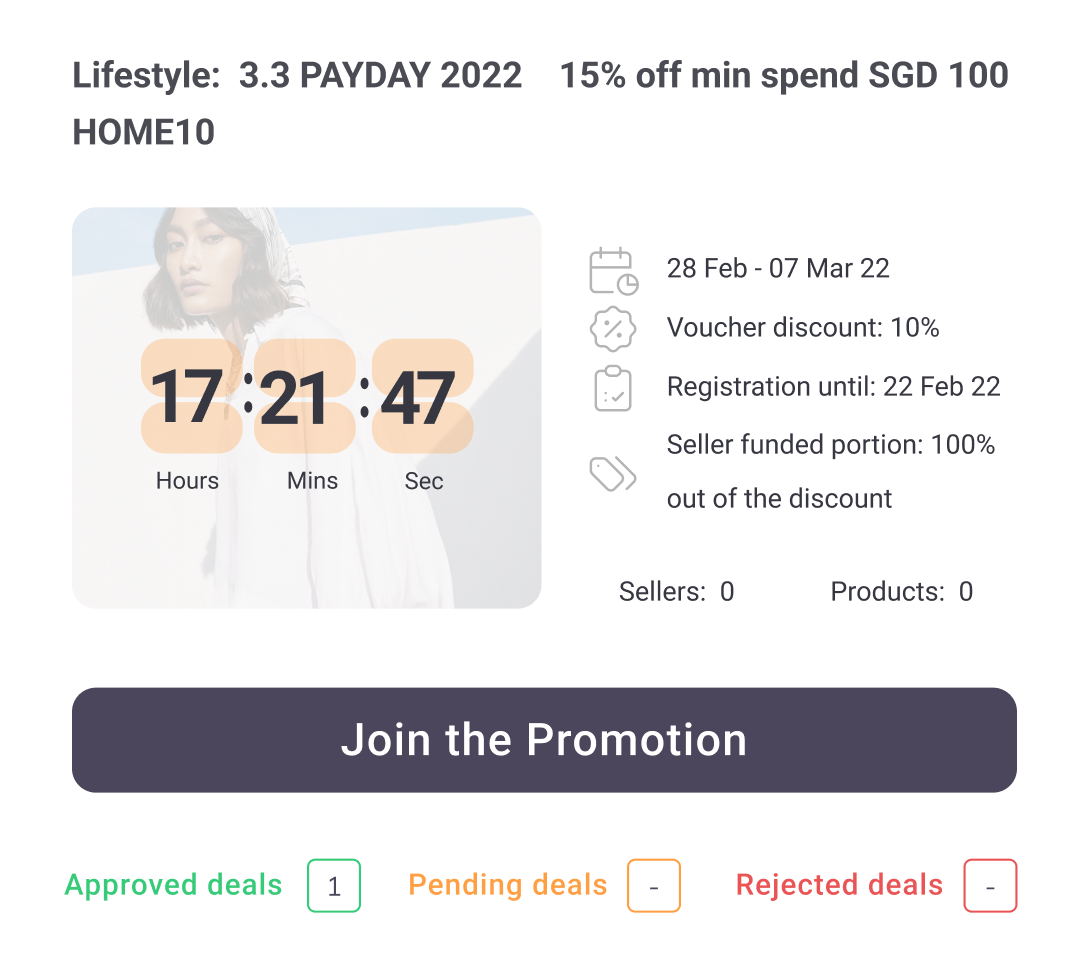 Lifestyle: 3.3 PAYDAY 2022 15% off min spend SGD 100
HOME10
17 : 21 : 47
Hours Mins Sec
28 Feb - 07 Mar 22
Voucher discount: 10%
Registration until: 22 Feb 22
Seller funded portion: 100%
out of the discount
Sellers: 0 Products: 0
Join the Promotion
Approved deals 1 Pending deals - Rejected deals -